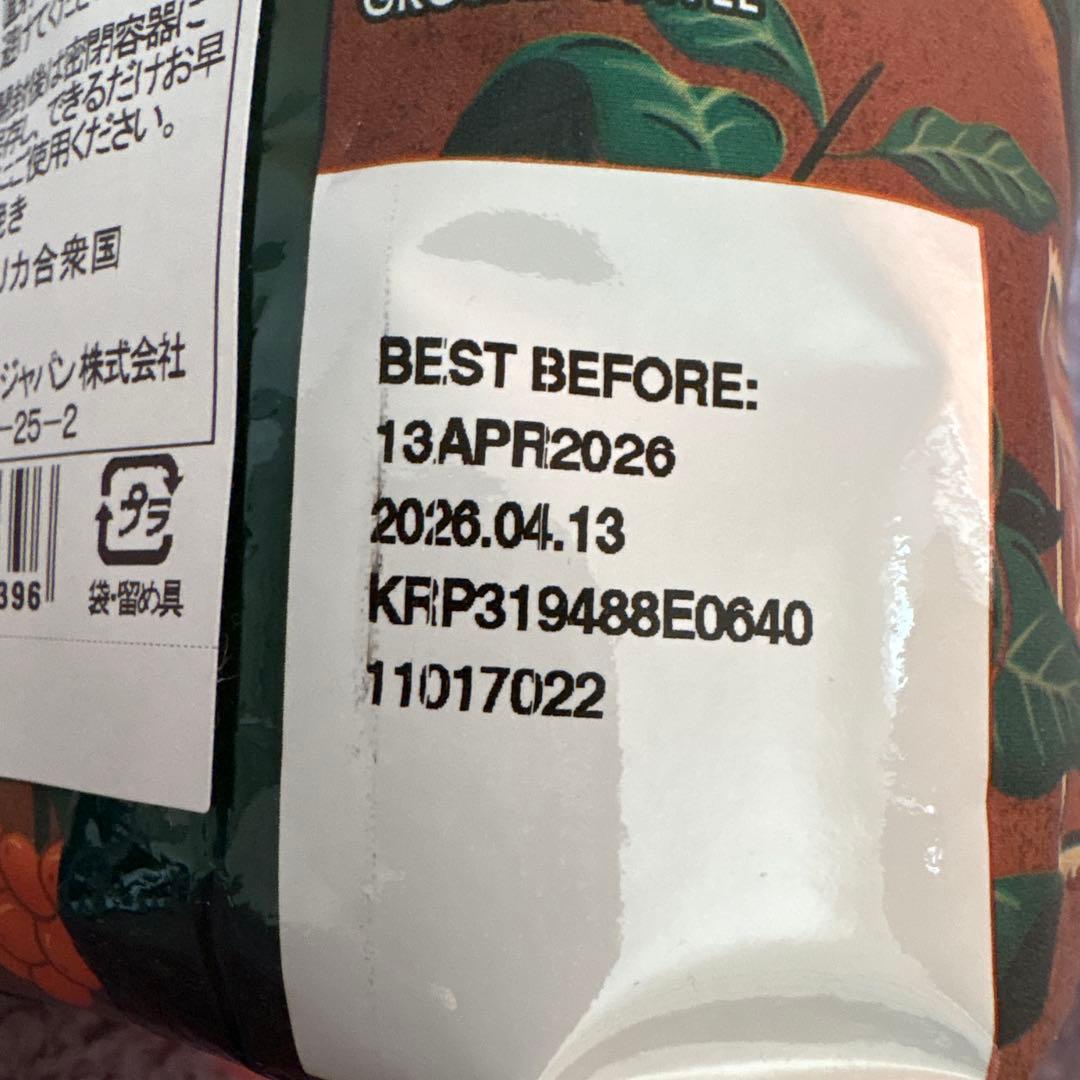 避けてくださ
開封後は密閉容器に
保存し、できるだけお早
にご使用ください。
焼き
リカ合衆国
ジャパン株式会社
-25-2
396
プラ
袋・留め具
BEST BEFORE:
13APR2026
2026.04.13
KRP319488E0640
11017022